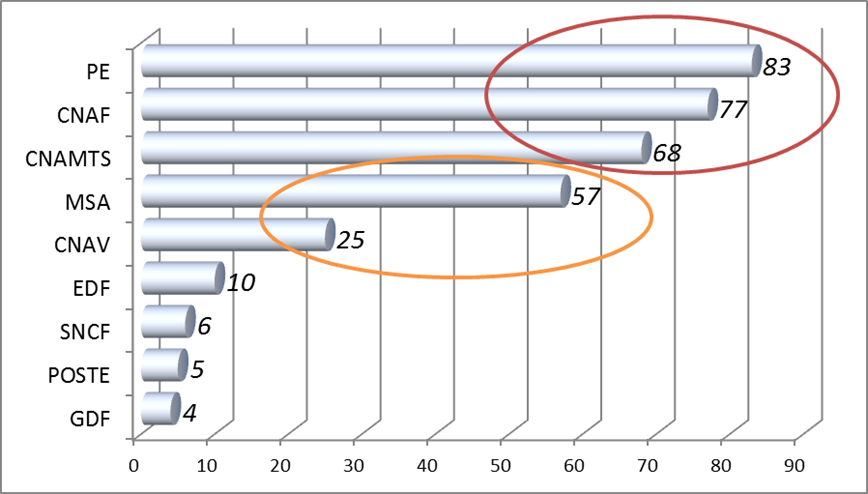 PE 83
CNAF 77
CNAMTS 68
MSA 57
CNAV 25
EDF 10
SNCF 6
POSTE 5
GDF 4
0 10 20 30 40 50 60 70 80 90